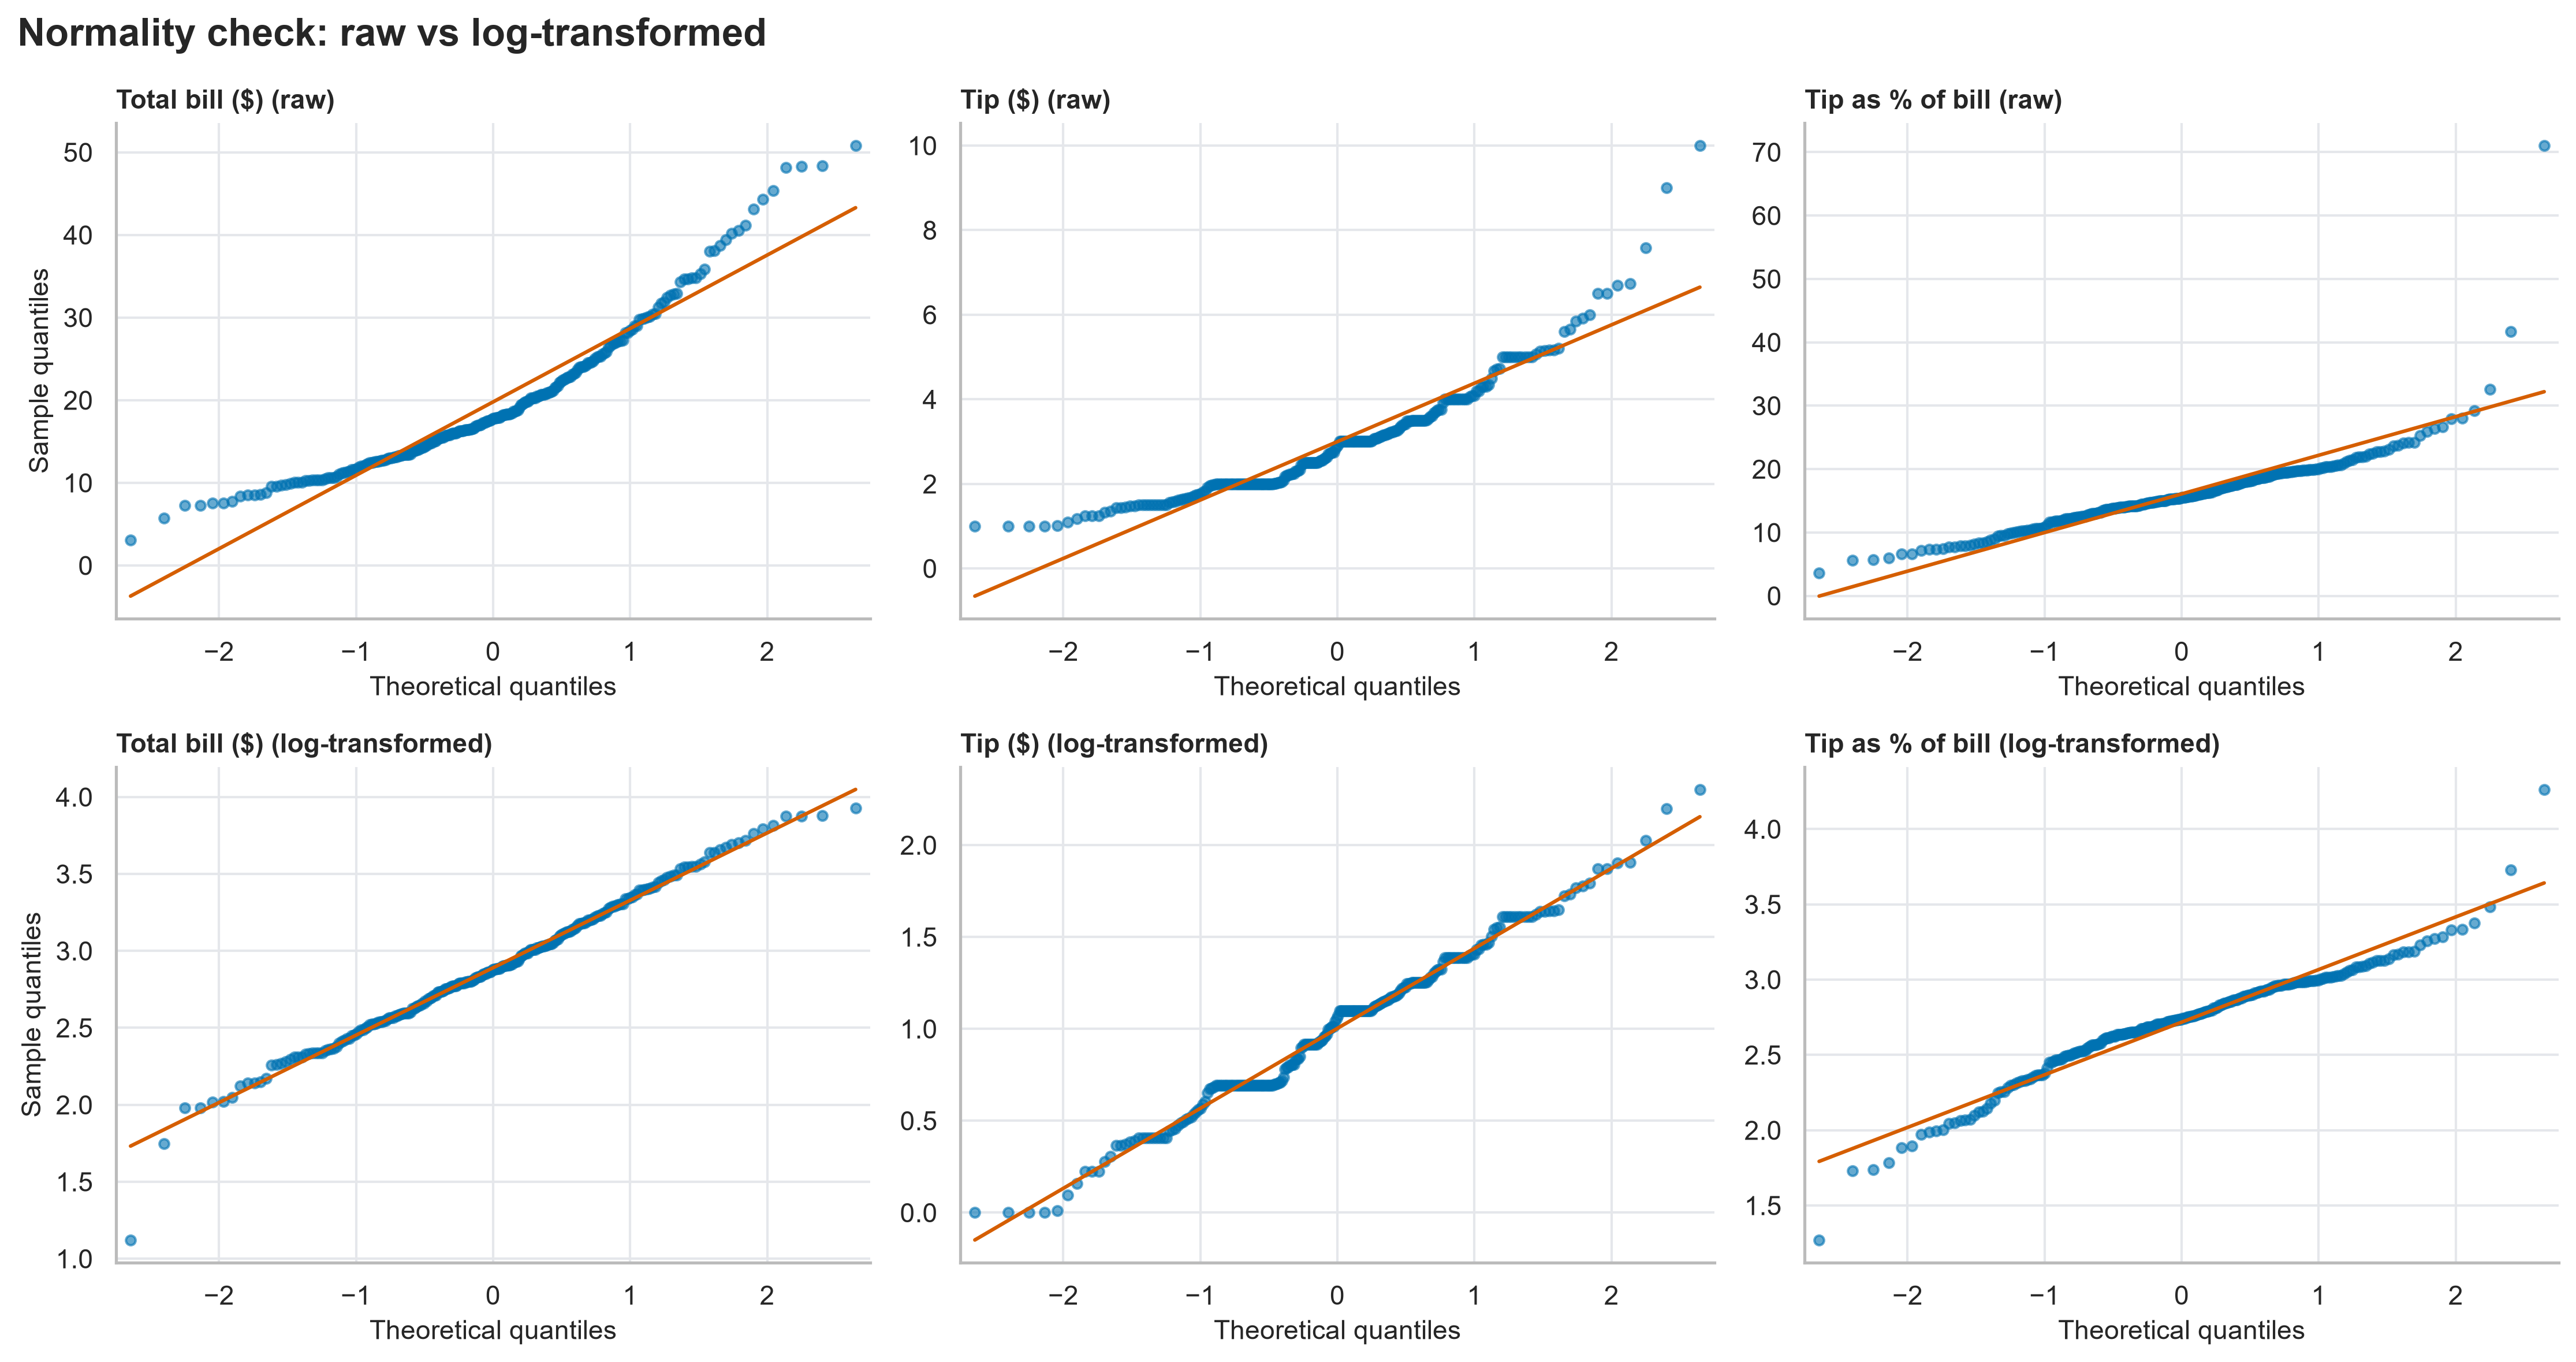 Normality check: raw vs log-transformed
Total bill ($) (raw)
Tip ($) (raw)
Tip as % of bill (raw)
Sample quantiles
50
40
30
20
10
0
−2 −1 0 1 2
Theoretical quantiles
10
8
6
4
2
0
−2 −1 0 1 2
Theoretical quantiles
70
60
50
40
30
20
10
0
−2 −1 0 1 2
Theoretical quantiles
Total bill ($) (log-transformed)
Tip ($) (log-transformed)
Tip as % of bill (log-transformed)
Sample quantiles
4.0
3.5
3.0
2.5
2.0
1.5
1.0
−2 −1 0 1 2
Theoretical quantiles
2.0
1.5
1.0
0.5
0.0
−2 −1 0 1 2
Theoretical quantiles
4.0
3.5
3.0
2.5
2.0
1.5
−2 −1 0 1 2
Theoretical quantiles